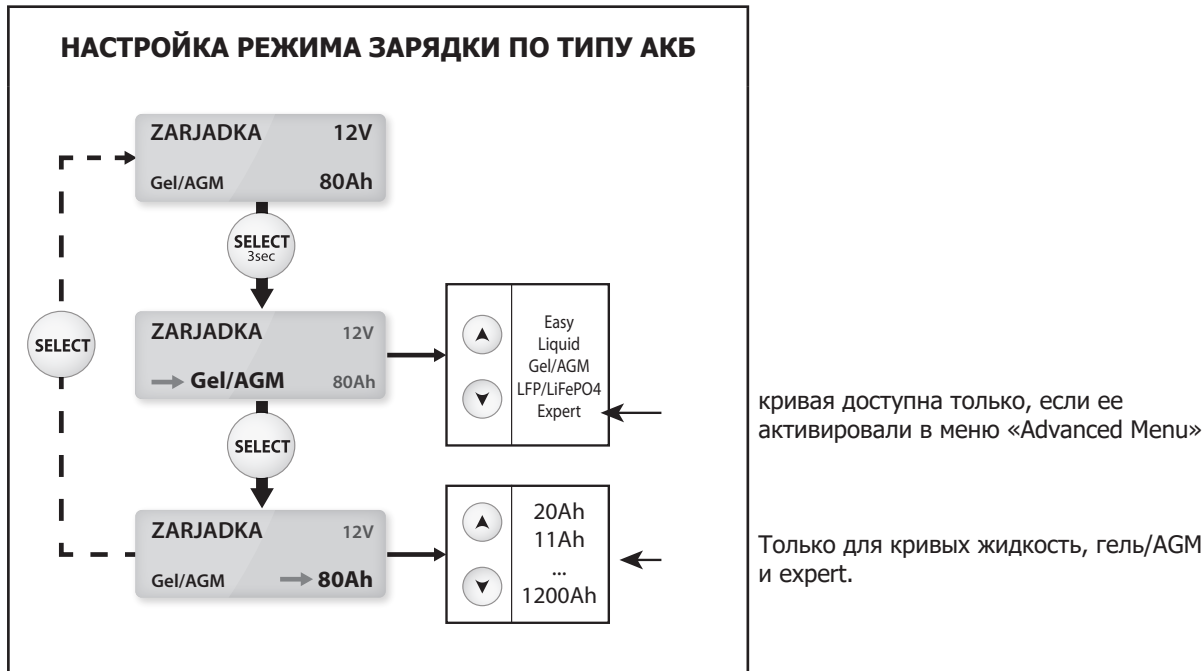 НАСТРОЙКА РЕЖИМА ЗАРЯДКИ ПО ТИПУ АКБ
ZARJADKA 12V
Gel/AGM 80Ah
SELECT
3sec
SELECT
ZARJADKA 12V
Gel/AGM 80Ah
Easy
Liquid
Gel/AGM
LFP/LiFePO4
Expert
кривая доступна только, если ее
активировали в меню «Advanced Menu»
SELECT
ZARJADKA 12V
Gel/AGM 80Ah
20Ah
11Ah
...
1200Ah
Только для кривых жидкость, гель/AGM
и expert.